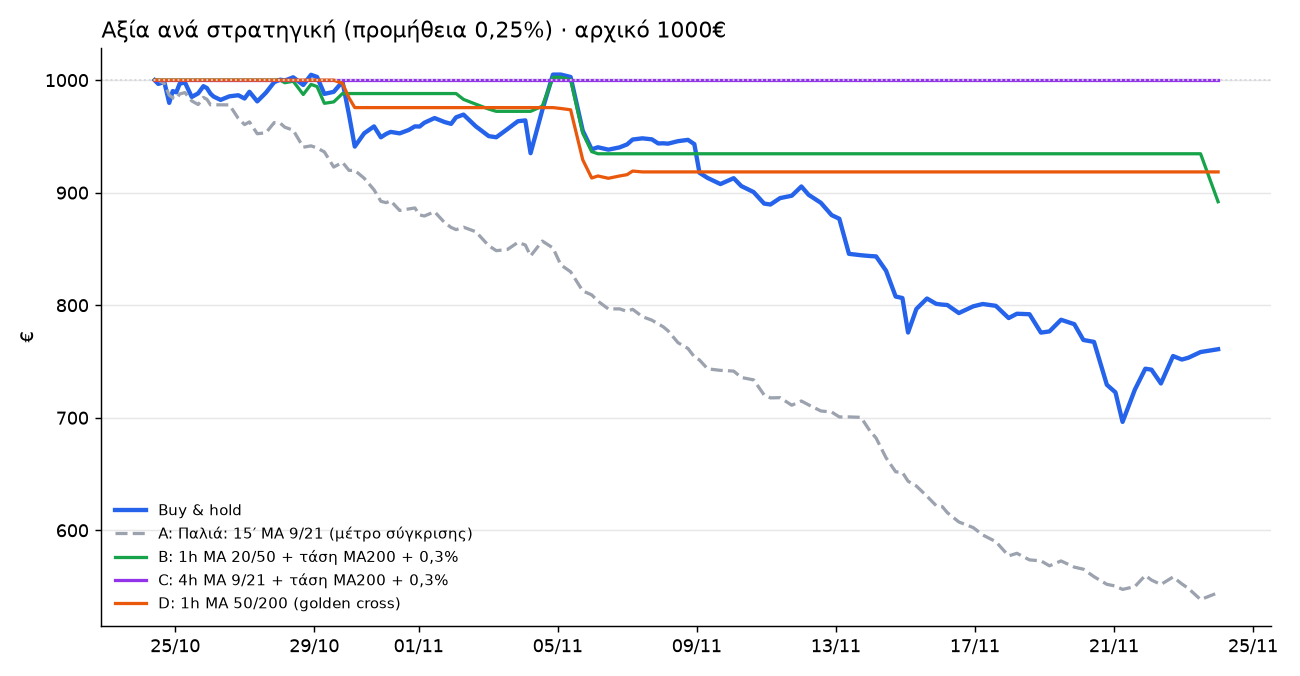 Αξία ανά στρατηγική (προμήθεια 0,25%) · αρχικό 1000€
1000
900
800
700
600
€
Buy & hold
A: Παλιά: 15′ MA 9/21 (μέτρο σύγκρισης)
B: 1h MA 20/50 + τάση MA200 + 0,3%
C: 4h MA 9/21 + τάση MA200 + 0,3%
D: 1h MA 50/200 (golden cross)
25/10 29/10 01/11 05/11 09/11 13/11 17/11 21/11 25/11